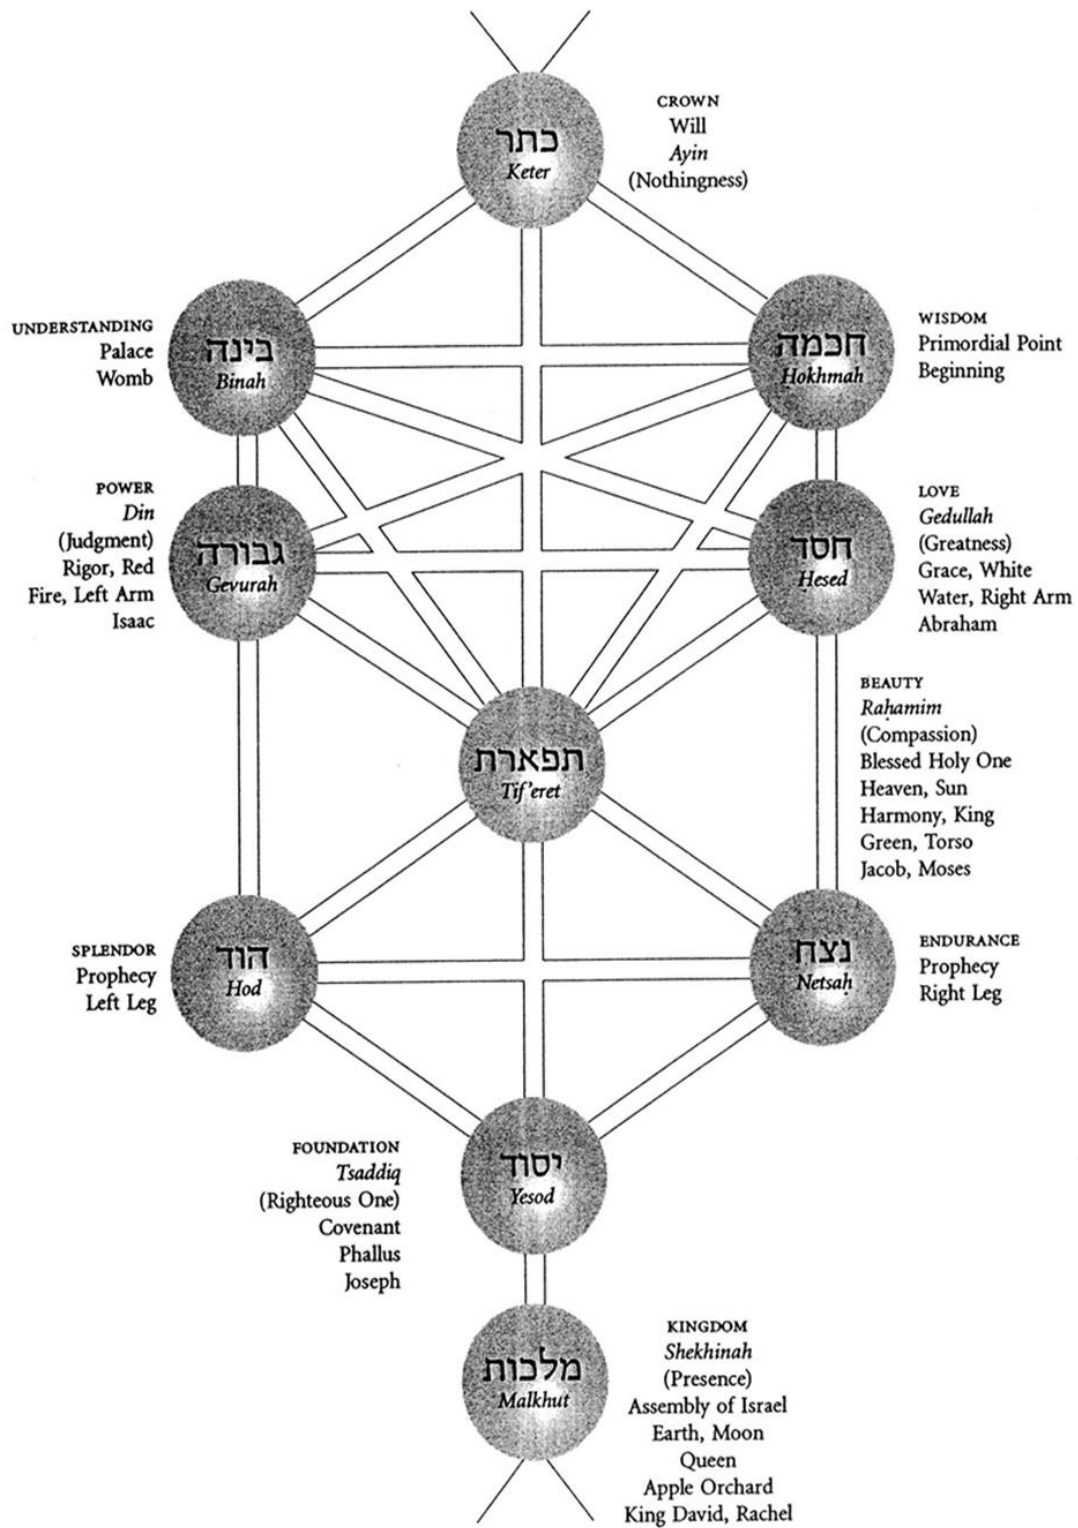 כתר
Keter
CROWN
Will
Ayin
(Nothingness)
UNDERSTANDING
Palace
Womb
בינה
Binah
חכמה
Ḥokhmah
WISDOM
Primordial Point
Beginning
POWER
Din
(Judgment)
Rigor, Red
Fire, Left Arm
Isaac
גבורה
Gevurah
חסד
Ḥesed
LOVE
Gedullah
(Greatness)
Grace, White
Water, Right Arm
Abraham
תפארת
Tif'eret
BEAUTY
Raḥamim
(Compassion)
Blessed Holy One
Heaven, Sun
Harmony, King
Green, Torso
Jacob, Moses
SPLENDOR
Prophecy
Left Leg
הוד
Hod
נצח
Netsaḥ
ENDURANCE
Prophecy
Right Leg
FOUNDATION
Tsaddiq
(Righteous One)
Covenant
Phallus
Joseph
יסוד
Yesod
מלכות
Malkhut
KINGDOM
Shekhinah
(Presence)
Assembly of Israel
Earth, Moon
Queen
Apple Orchard
King David, Rachel